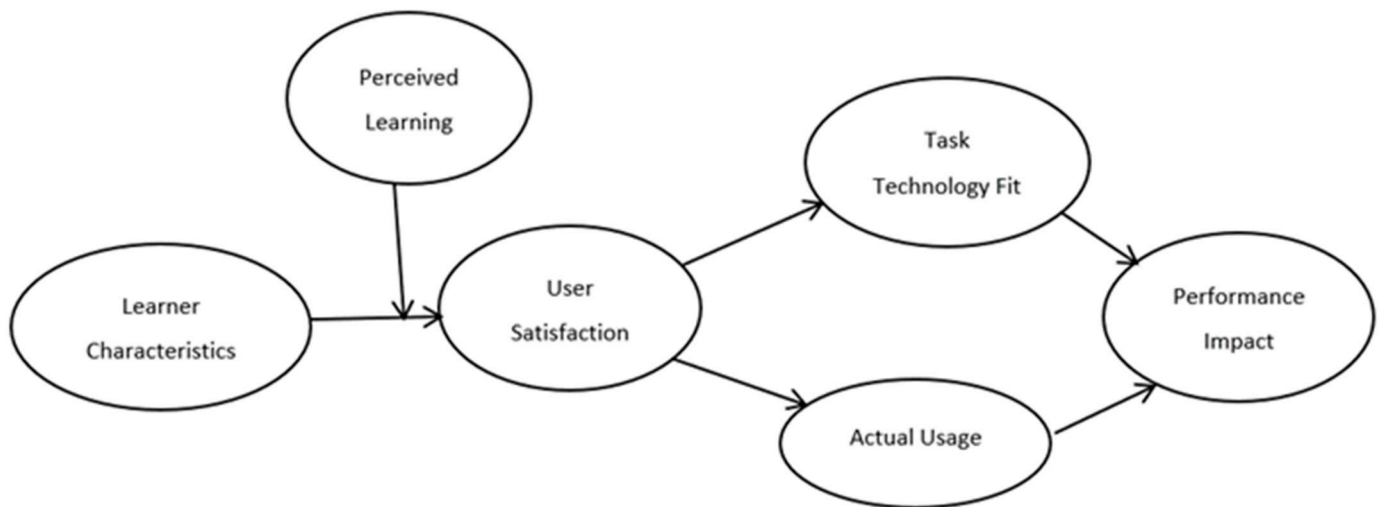 Perceived
Learning
Task
Technology Fit
Learner
Characteristics
User
Satisfaction
Performance
Impact
Actual Usage